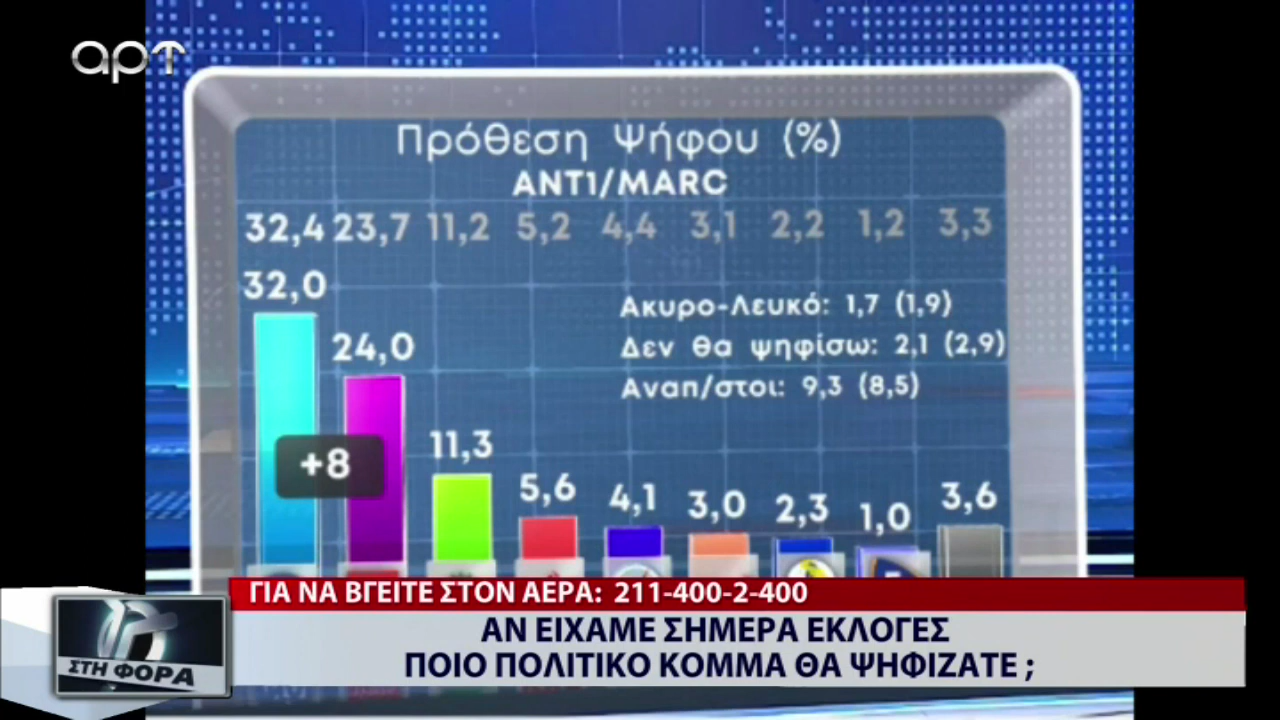 αρτ
Πρόθεση Ψήφου (%)
ΑΝΤ1/MARC
32,4 23,7 11,2 5,2 4,4 3,1 2,2 1,2 3,3
32,0 24,0 11,3 5,6 4,1 3,0 2,3 1,0 3,6
+8
Ακυρο-Λευκό: 1,7 (1,9)
Δεν θα ψηφίσω: 2,1 (2,9)
Αναπ/στοι: 9,3 (8,5)
ΓΙΑ ΝΑ ΒΓΕΙΤΕ ΣΤΟΝ ΑΕΡΑ: 211-400-2-400
ΣΤΗ ΦΟΡΑ
ΑΝ ΕΙΧΑΜΕ ΣΗΜΕΡΑ ΕΚΛΟΓΕΣ
ΠΟΙΟ ΠΟΛΙΤΙΚΟ ΚΟΜΜΑ ΘΑ ΨΗΦΙΖΑΤΕ ;